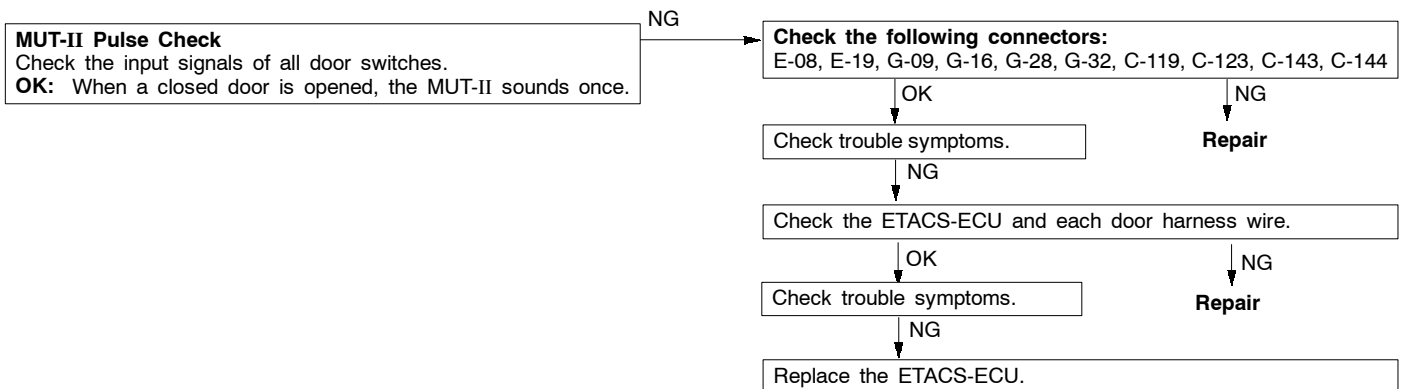 MUT-II Pulse Check
Check the input signals of all door switches.
OK: When a closed door is opened, the MUT-II sounds once.
NG
Check the following connectors:
E-08, E-19, G-09, G-16, G-28, G-32, C-119, C-123, C-143, C-144
OK
NG
Check trouble symptoms.
Repair
NG
Check the ETACS-ECU and each door harness wire.
OK
NG
Check trouble symptoms.
Repair
NG
Replace the ETACS-ECU.